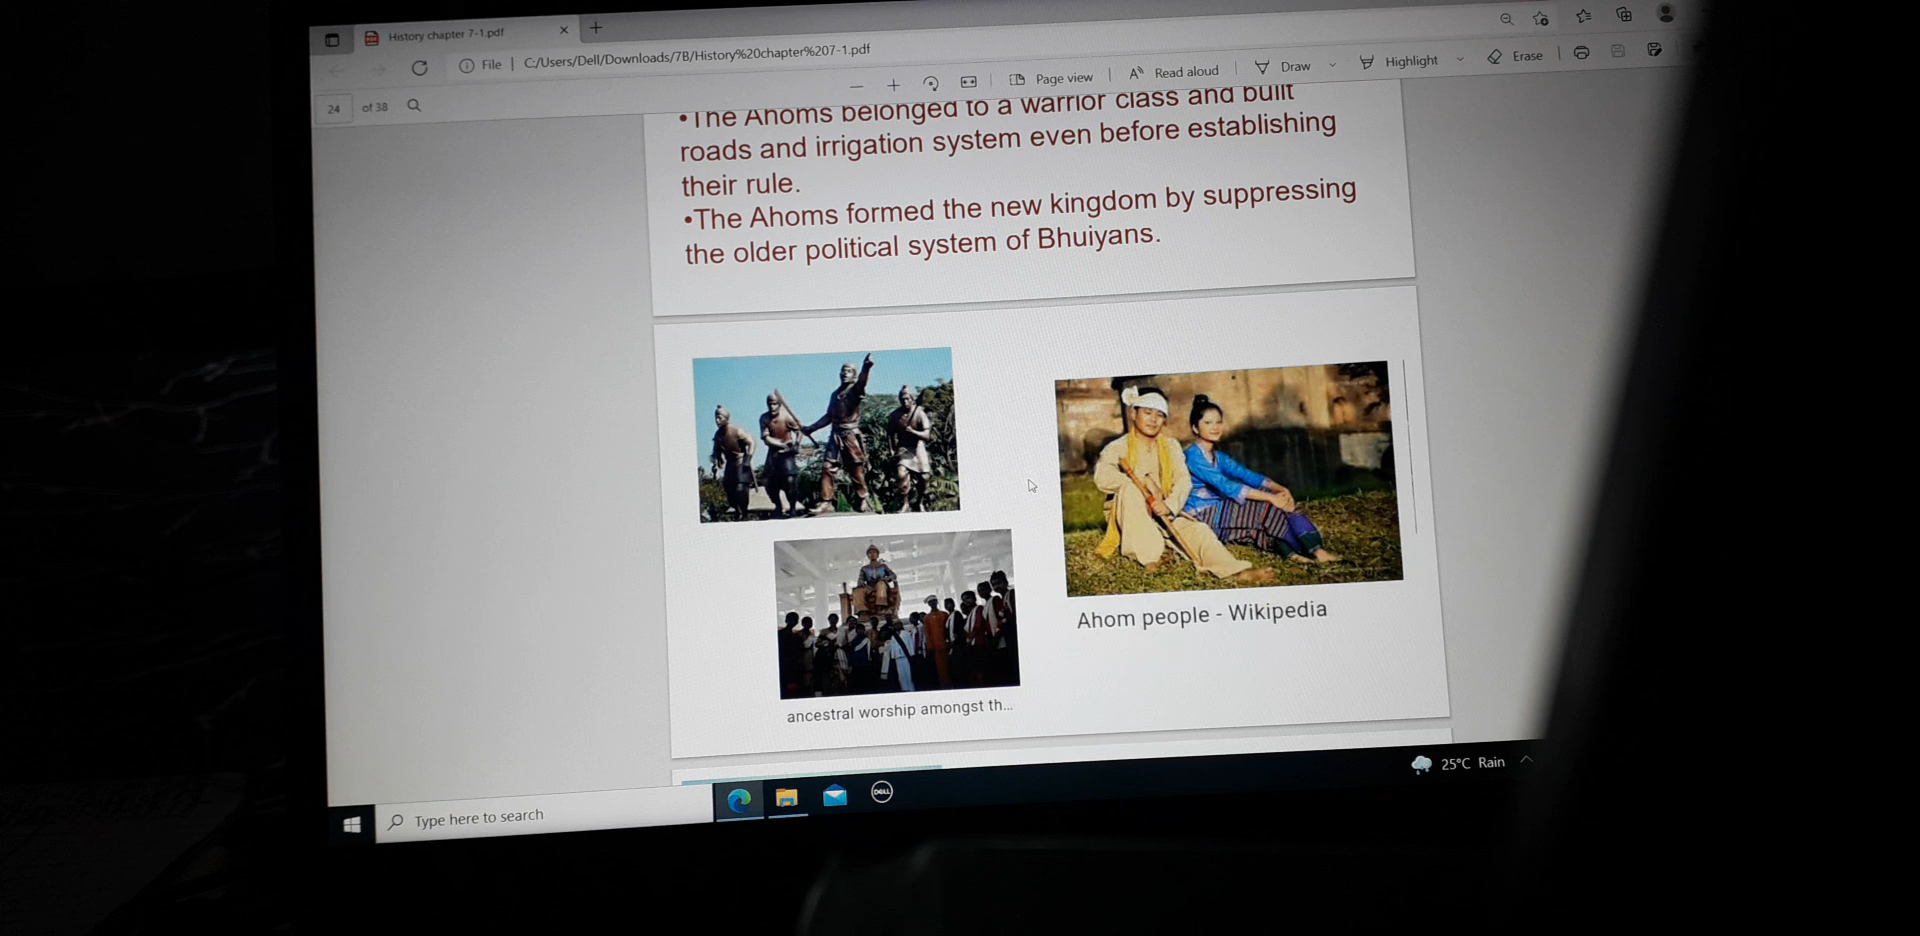 History chapter 7-1.pdf
File | C:/Users/Dell/Downloads/7B/History%20chapter%207-1.pdf
24 of 38
Page view
Read aloud
Draw
Highlight
Erase
•The Ahoms belonged to a warrior class and built
roads and irrigation system even before establishing
their rule.
•The Ahoms formed the new kingdom by suppressing
the older political system of Bhuiyans.
Ahom people - Wikipedia
ancestral worship amongst th...
25°C Rain
Type here to search
DELL